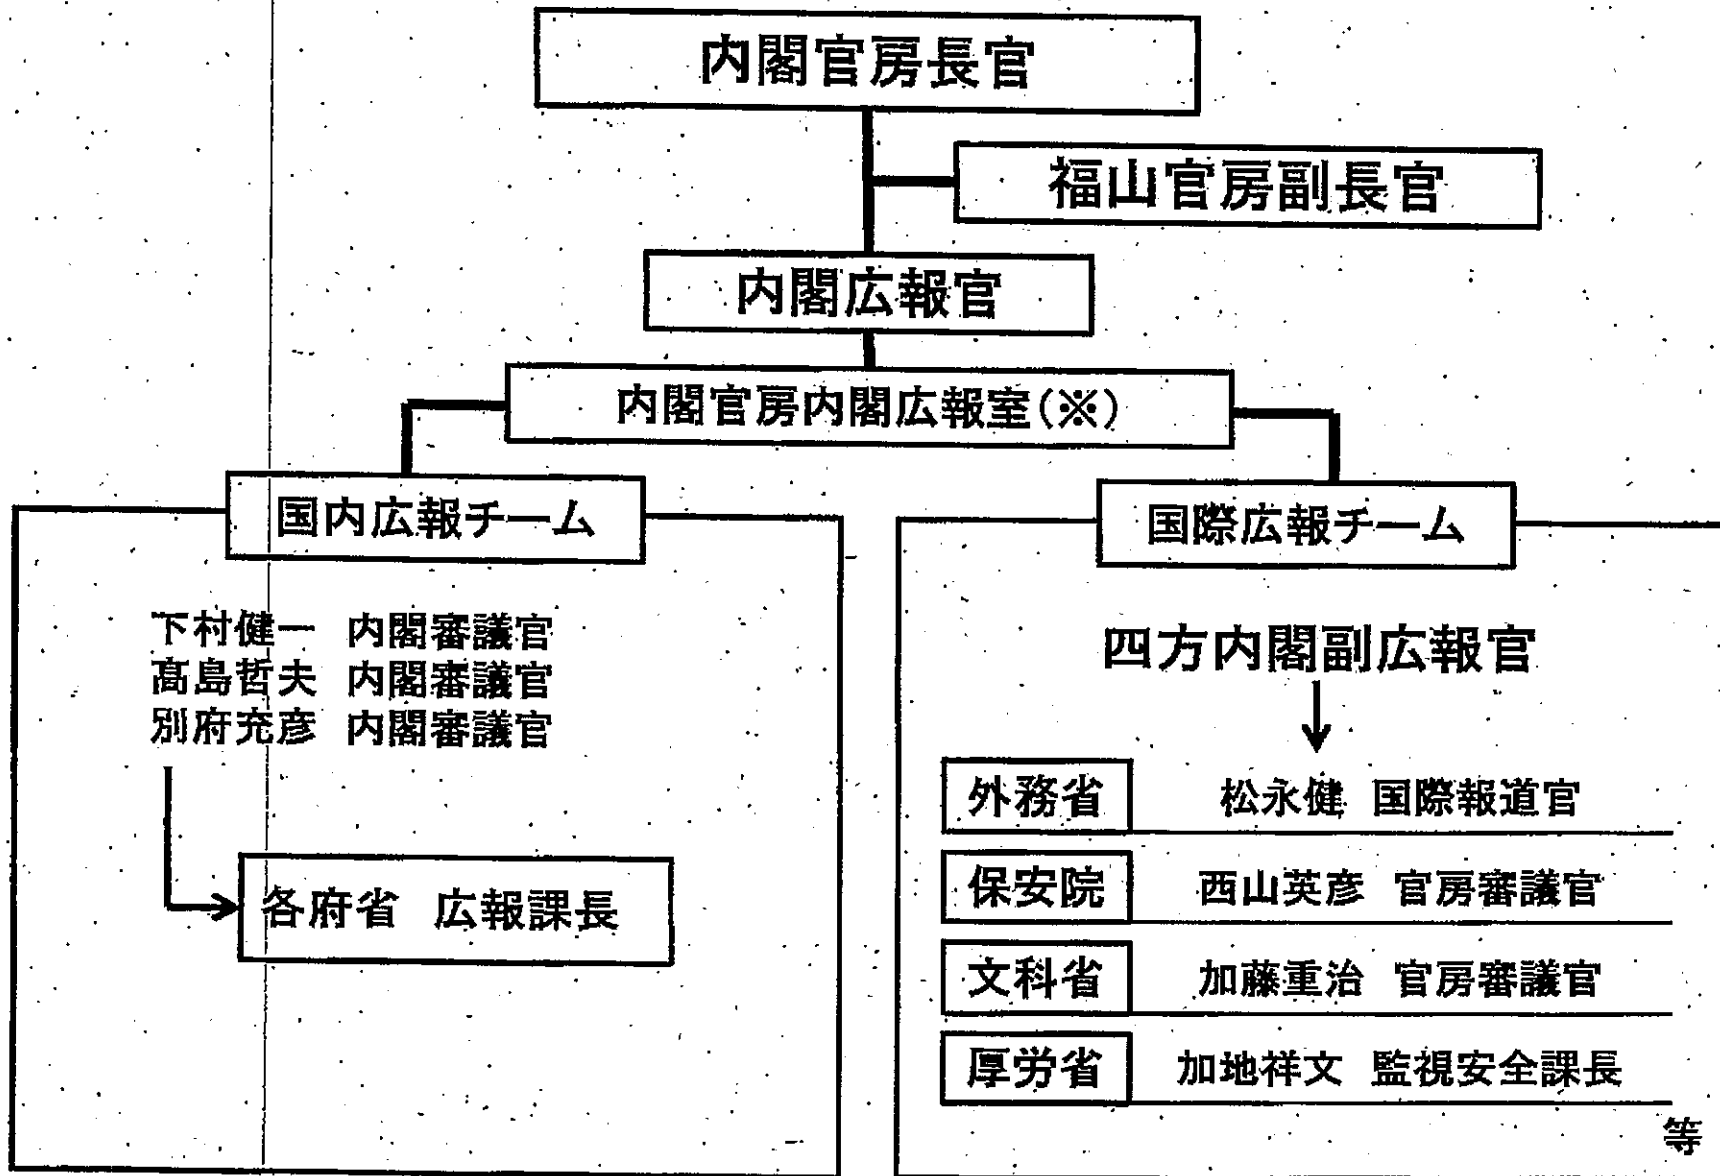 内閣官房長官
福山官房副長官
内閣広報官
内閣官房内閣広報室(※)
国内広報チーム
下村健一 内閣審議官
髙島哲夫 内閣審議官
別府充彦 内閣審議官
各府省 広報課長
国際広報チーム
四方内閣副広報官
外務省 松永健 国際報道官
保安院 西山英彦 官房審議官
文科省 加藤重治 官房審議官
厚労省 加地祥文 監視安全課長
等